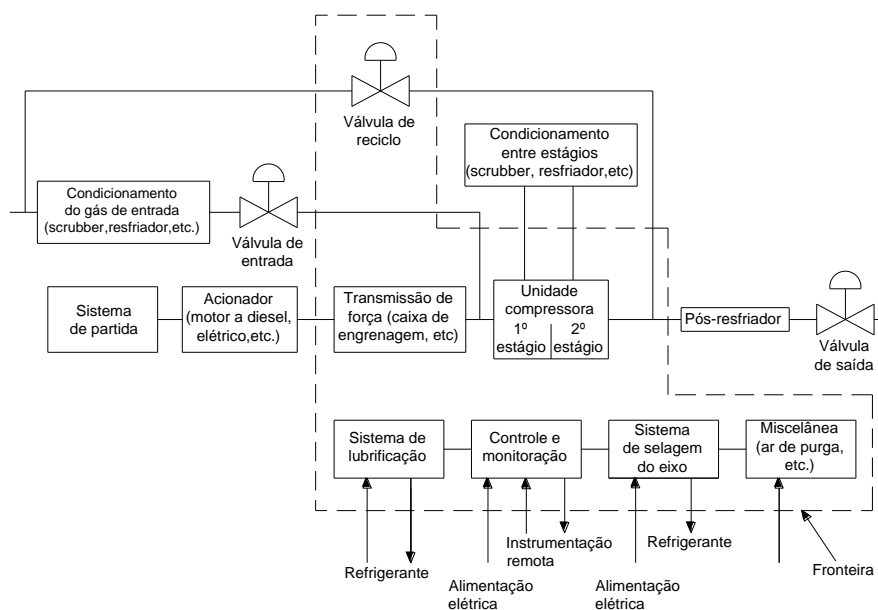 Válvula de
reciclo
Condicionamento
entre estágios
(scrubber, resfriador,etc)
Condicionamento
do gás de entrada
(scrubber,resfriador,etc.)
Válvula de
entrada
Sistema
de partida
Acionador
(motor a diesel,
elétrico,etc.)
Transmissão de
força (caixa de
engrenagem, etc)
Unidade
compressora
1º
estágio
2º
estágio
Pós-resfriador
Válvula
de saída
Sistema de
lubrificação
Controle e
monitoração
Sistema
de selagem
do eixo
Miscelânea
(ar de purga,
etc.)
Refrigerante
Alimentação
elétrica
Instrumentação
remota
Alimentação
elétrica
Refrigerante
Fronteira